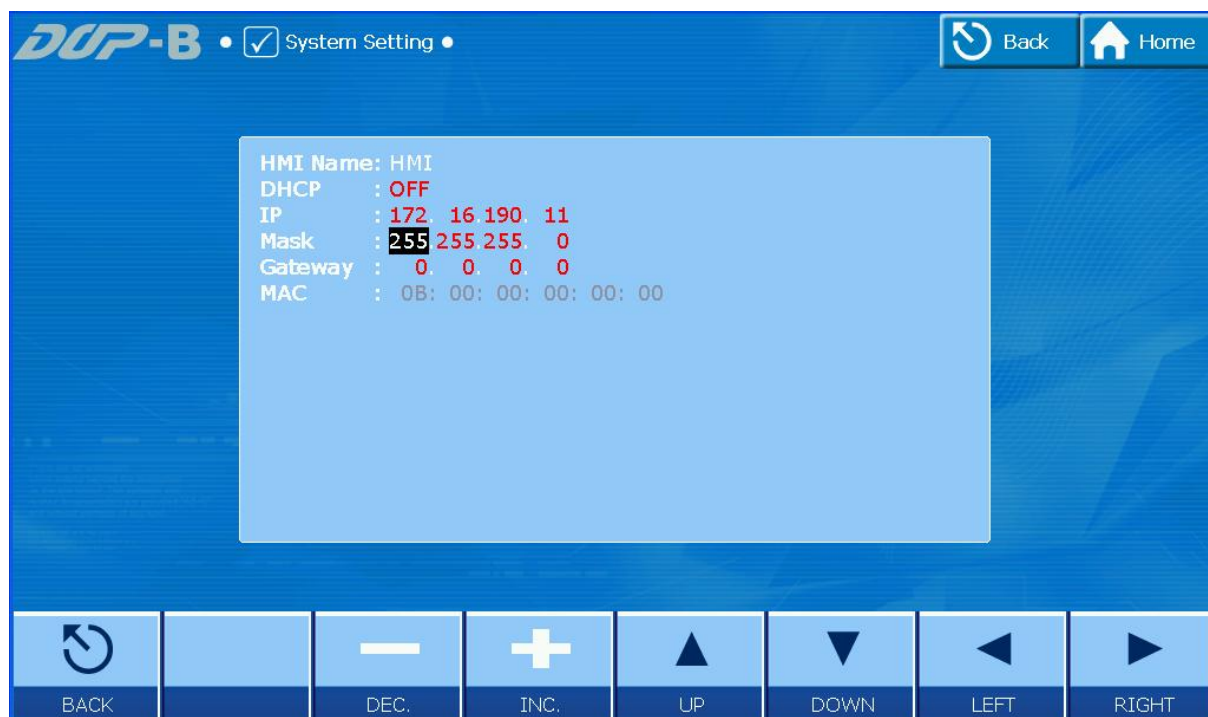 DOP-B • System Setting •
Back
Home
HMI Name: HMI
DHCP : OFF
IP : 172. 16.190. 11
Mask : 255.255.255. 0
Gateway : 0. 0. 0. 0
MAC : 0B: 00: 00: 00: 00: 00
BACK
DEC.
INC.
UP
DOWN
LEFT
RIGHT